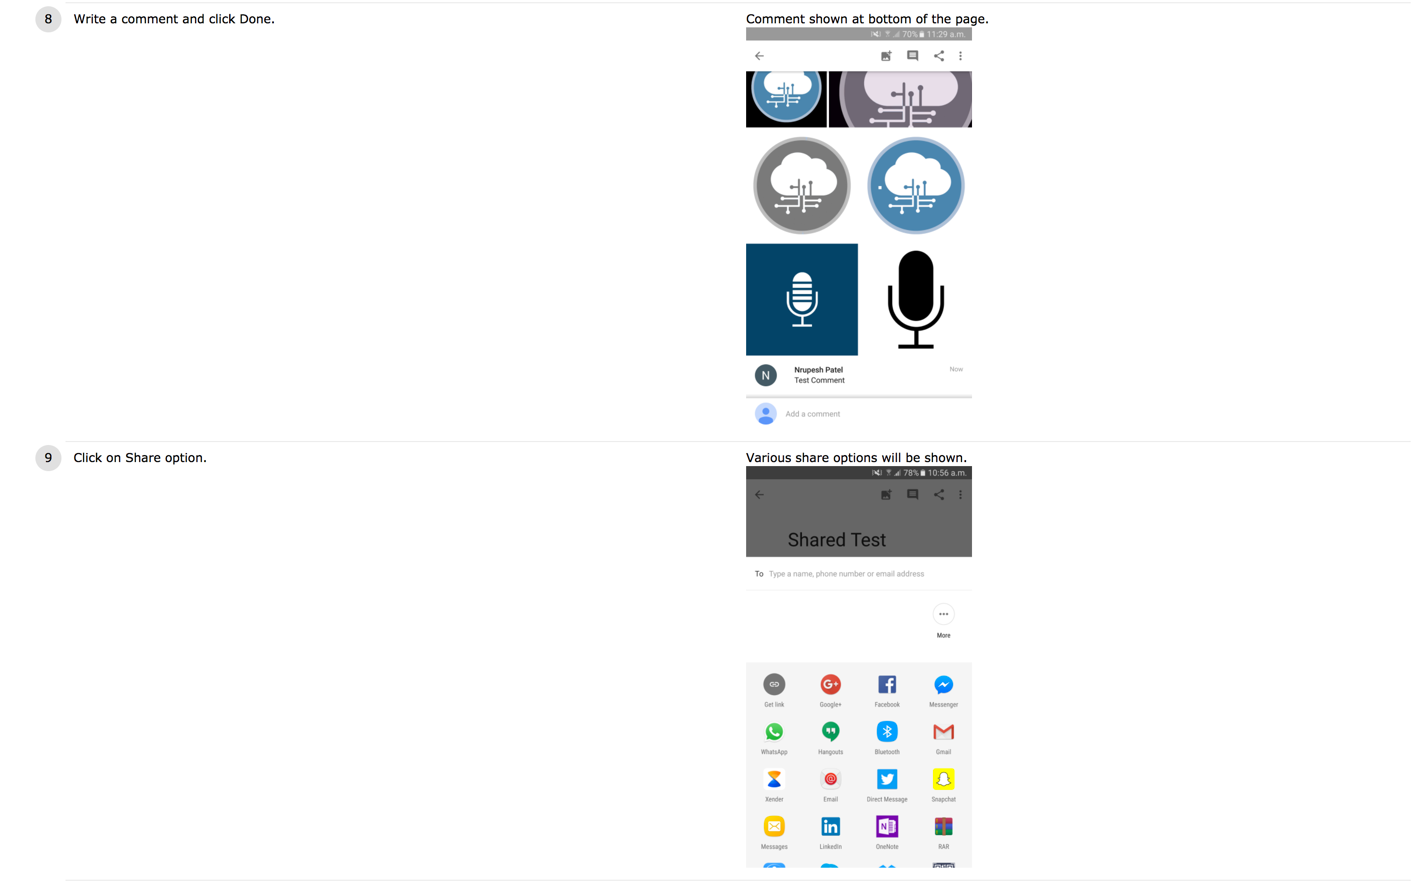 8 Write a comment and click Done.
Comment shown at bottom of the page.
70% 11:29 a.m.
N Nrupesh Patel Now
Test Comment
Add a comment
9 Click on Share option.
Various share options will be shown.
78% 10:56 a.m.
Shared Test
To Type a name, phone number or email address
More
G+ f
Get link Google+ Facebook Messenger
WhatsApp Hangouts Bluetooth Gmail
@
Xender Email Direct Message Snapchat
in N
Messages LinkedIn OneNote RAR